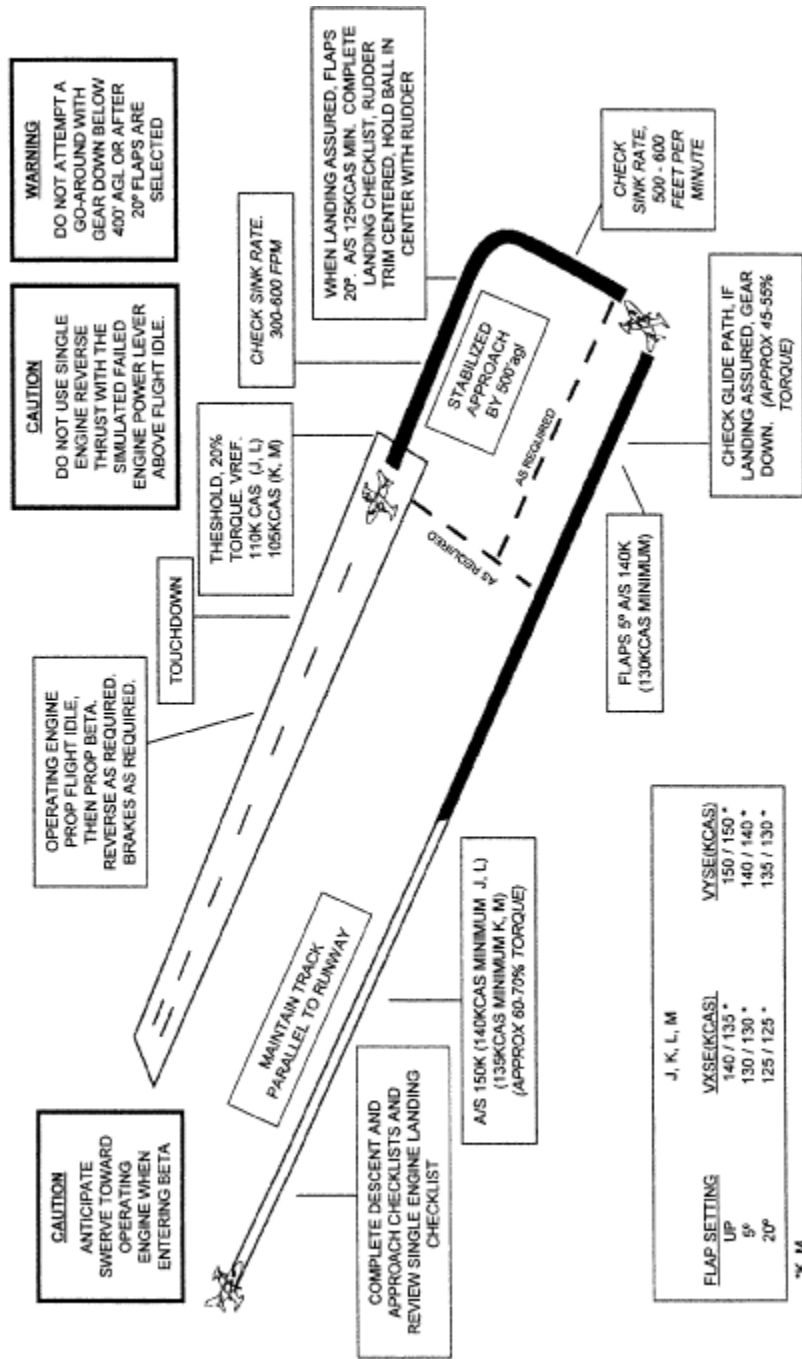 CAUTION
ANTICIPATE
SWERVE TOWARD
OPERATING
ENGINE WHEN
ENTERING BETA
OPERATING ENGINE
PROP FLIGHT IDLE,
THEN PROP BETA.
REVERSE AS REQUIRED.
BRAKES AS REQUIRED.
TOUCHDOWN
CAUTION
DO NOT USE SINGLE
ENGINE REVERSE
THRUST WITH THE
SIMULATED FAILED
ENGINE POWER LEVER
ABOVE FLIGHT IDLE.
WARNING
DO NOT ATTEMPT A
GO-AROUND WITH
GEAR DOWN BELOW
400' AGL OR AFTER
20º FLAPS ARE
SELECTED
THESHOLD, 20%
TORQUE. VREF.
110K CAS (J, L)
105KCAS (K, M)
CHECK SINK RATE.
300-600 FPM
WHEN LANDING ASSURED, FLAPS
20º. A/S 125KCAS MIN. COMPLETE
LANDING CHECKLIST, RUDDER
TRIM CENTERED, HOLD BALL IN
CENTER WITH RUDDER
MAINTAIN TRACK
PARALLEL TO RUNWAY
STABILIZED
APPROACH
BY 500'agl
AS REQUIRED
AS REQUIRED
CHECK
SINK RATE,
500 - 600
FEET PER
MINUTE
COMPLETE DESCENT AND
APPROACH CHECKLISTS AND
REVIEW SINGLE ENGINE LANDING
CHECKLIST
A/S 150K (140KCAS MINIMUM J, L)
(135KCAS MINIMUM K, M)
(APPROX 60-70% TORQUE)
FLAPS 5º A/S 140K
(130KCAS MINIMUM)
CHECK GLIDE PATH, IF
LANDING ASSURED, GEAR
DOWN. (APPROX 45-55%
TORQUE)
J, K, L, M
FLAP SETTING VXSE(KCAS) VYSE(KCAS)
UP 140 / 135 * 150 / 150 *
5º 130 / 130 * 140 / 140 *
20º 125 / 125 * 135 / 130 *
*K, M